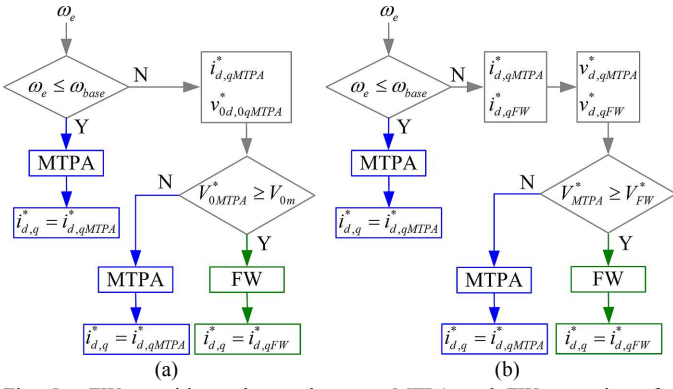 ω_e
ω_e ≤ ω_base
N
Y
i*_d,qMTPA
v*_0d,0qMTPA
MTPA
i*_d,q = i*_d,qMTPA
N
V*_0MTPA ≥ V_0m
Y
MTPA
FW
i*_d,q = i*_d,qMTPA
i*_d,q = i*_d,qFW
(a)
ω_e
ω_e ≤ ω_base
N
Y
i*_d,qMTPA
i*_d,qFW
v*_d,qMTPA
v*_d,qFW
MTPA
i*_d,q = i*_d,qMTPA
N
V*_MTPA ≥ V*_FW
Y
MTPA
FW
i*_d,q = i*_d,qMTPA
i*_d,q = i*_d,qFW
(b)